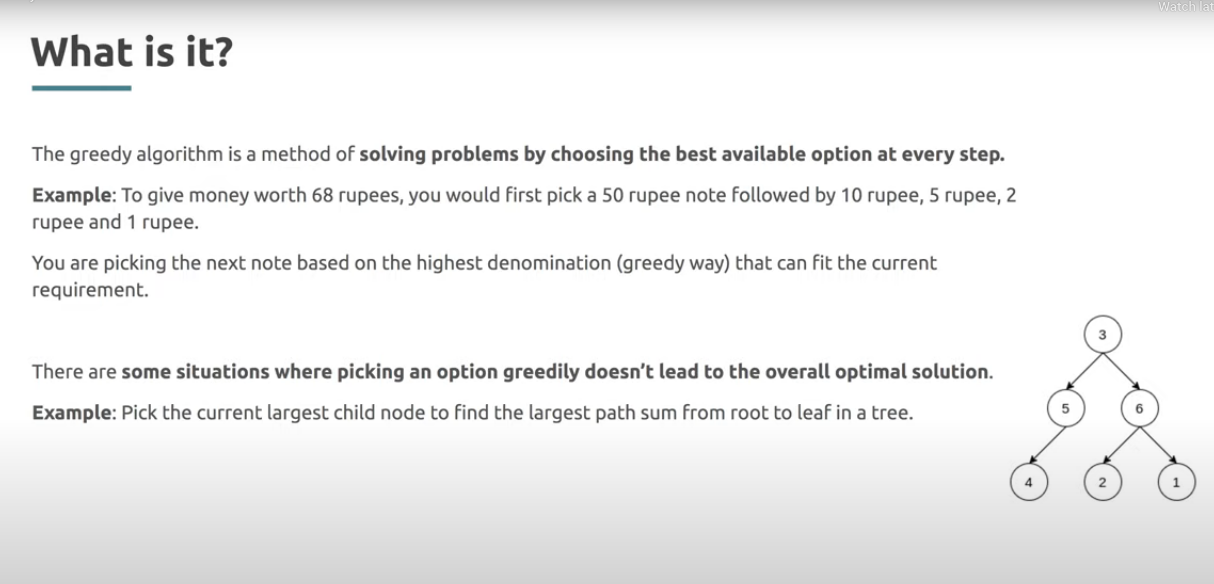 Watch lat
What is it?
The greedy algorithm is a method of solving problems by choosing the best available option at every step.
Example: To give money worth 68 rupees, you would first pick a 50 rupee note followed by 10 rupee, 5 rupee, 2
rupee and 1 rupee.
You are picking the next note based on the highest denomination (greedy way) that can fit the current
requirement.
There are some situations where picking an option greedily doesn't lead to the overall optimal solution.
Example: Pick the current largest child node to find the largest path sum from root to leaf in a tree.
3
5 6
4 2 1